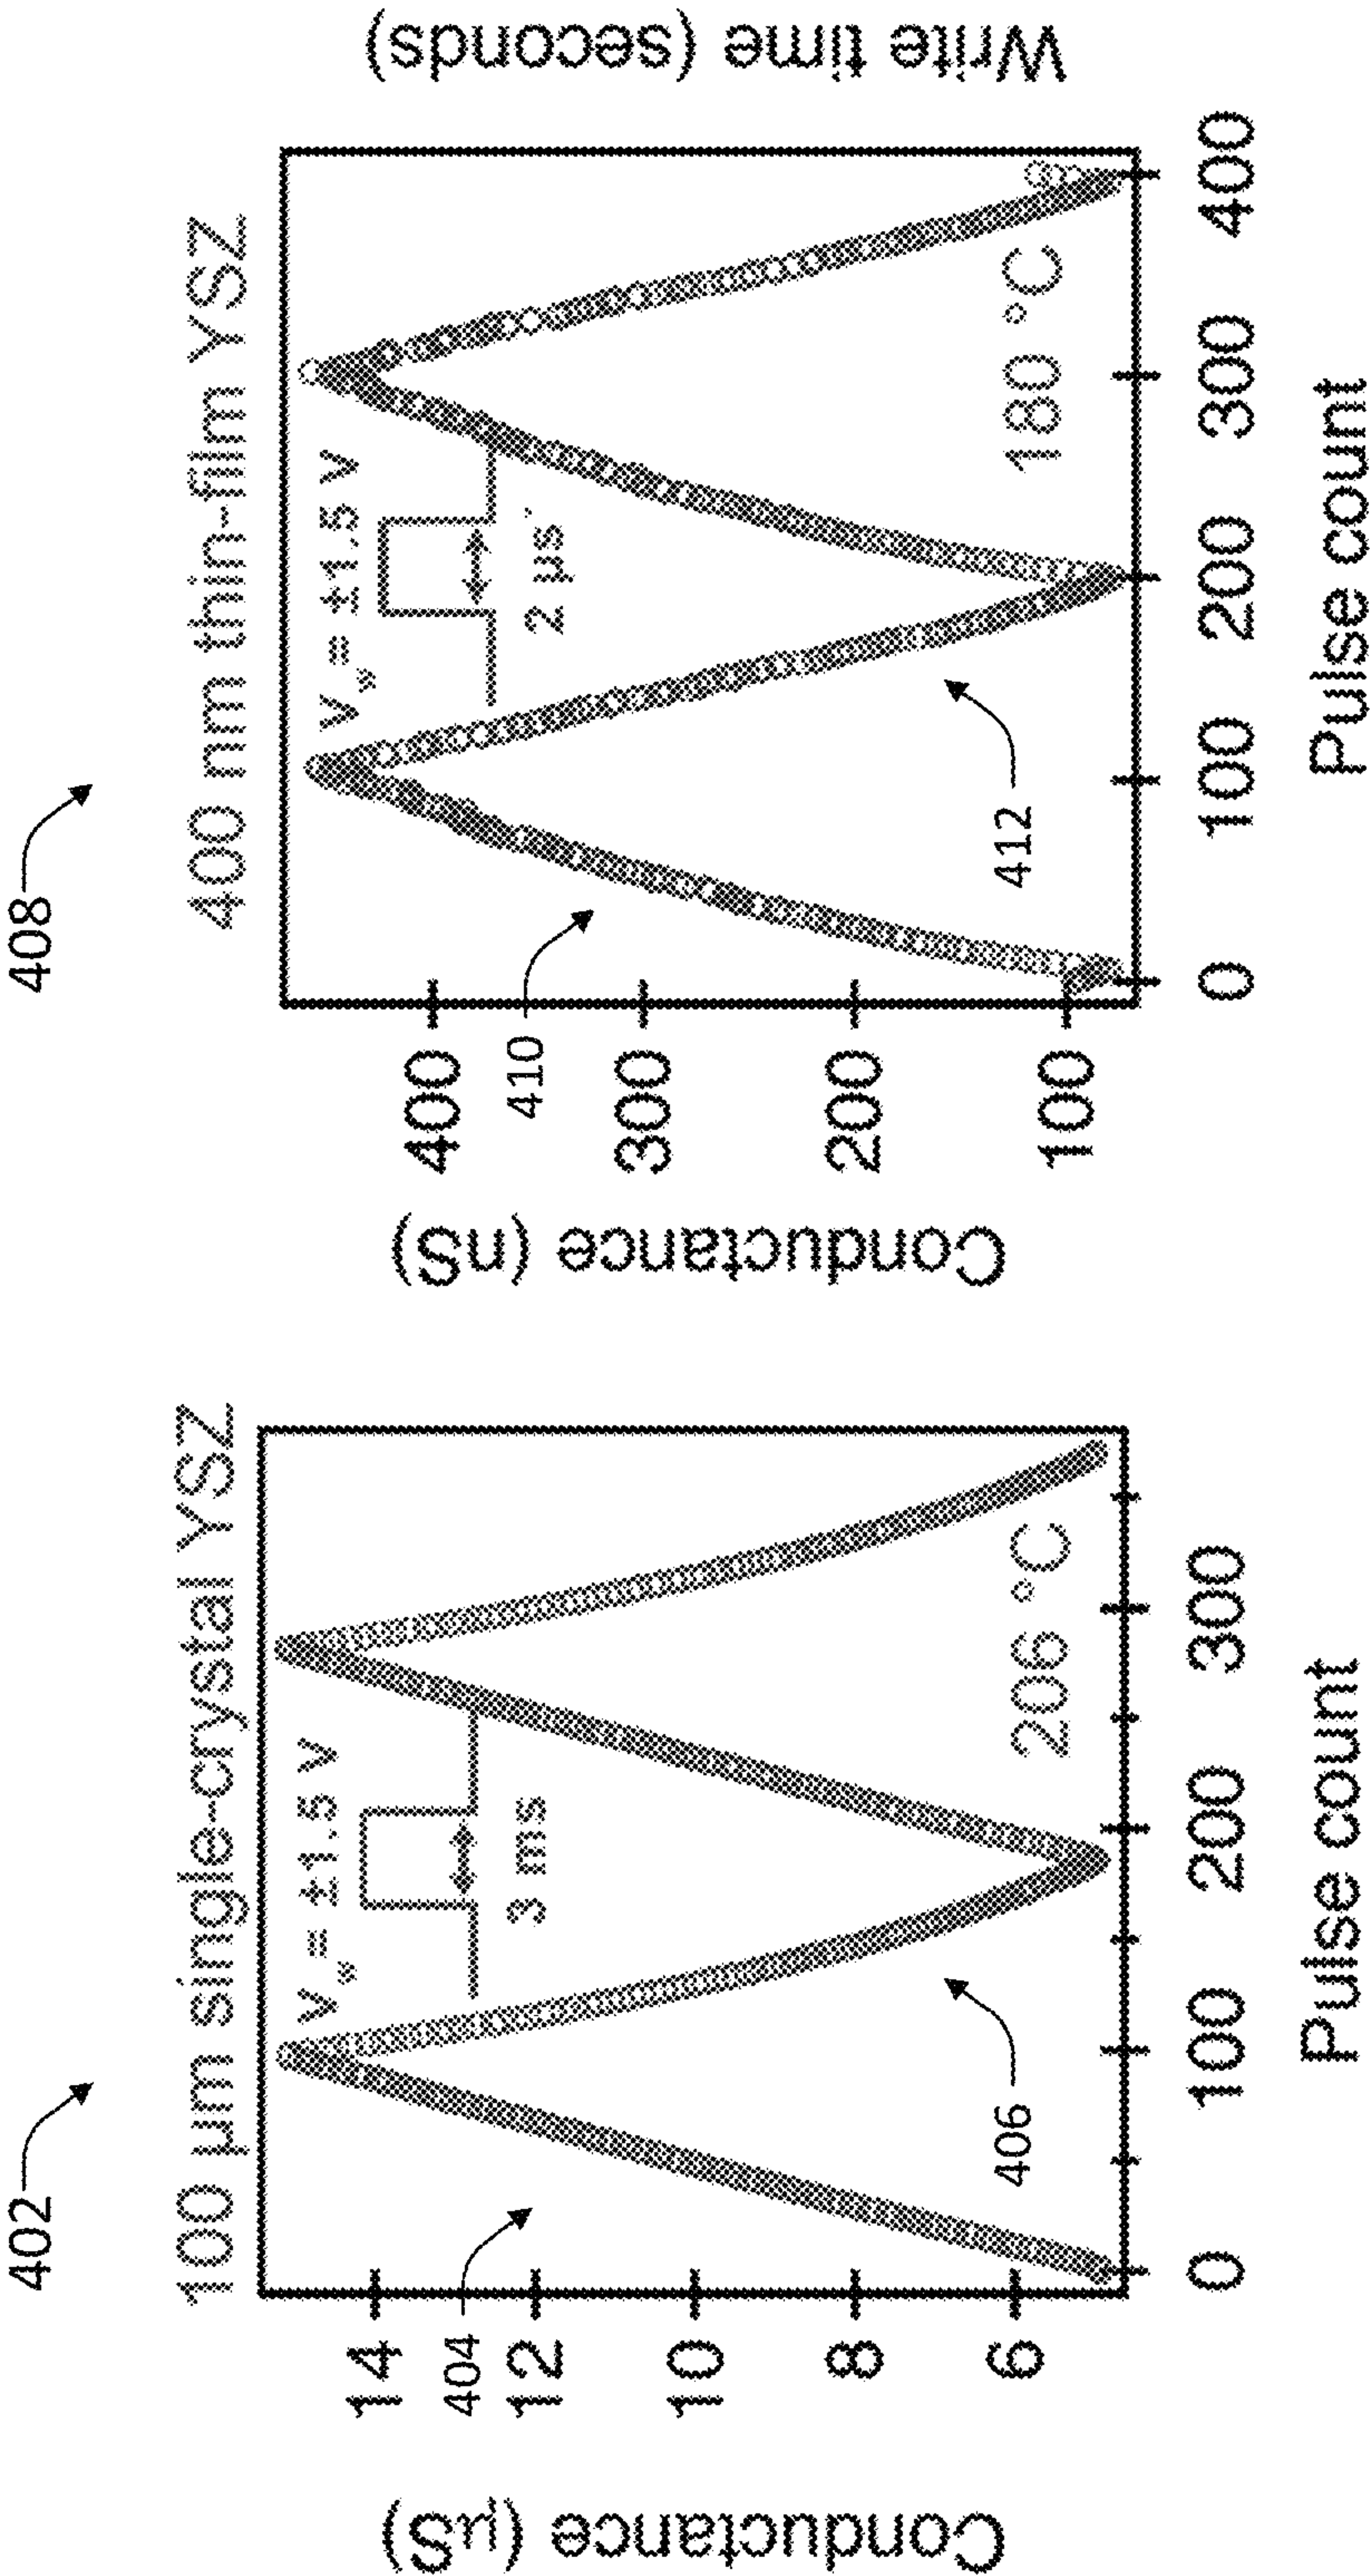 402
100 µm single-crystal YSZ
Vw = ±1.5 V
3 ms
206 °C
404
406
14
12
10
8
6
Conductance (µS)
0
100
200
300
Pulse count
408
400 nm thin-film YSZ
Vw = ±1.5 V
2 µs
180 °C
410
412
400
300
200
100
Conductance (nS)
0
100
200
300
400
Pulse count
Write time (seconds)